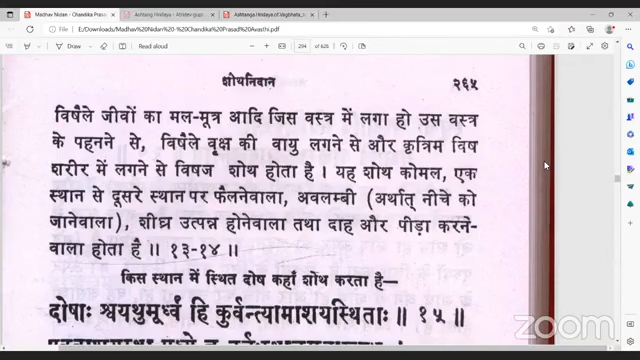 Madhav Nidan - Chandika Prasad
Ashtang Hridaya - Atridev gupt
Ashtanga Hridaya of Vagbhata
File
E:/Downloads/Madhav%20Nidan%20-%20Chandika%20Prasad%20Avasthi.pdf
Draw
Read aloud
294
of 628
शोथनिदान
२६५
विषैले जीवों का मल-मूत्र आदि जिस वस्त्र में लगा हो उस वस्त्र
के पहनने से, विषैले वृक्ष की वायु लगने से और कृत्रिम विष
शरीर में लगने से विषज शोथ होता है । यह शोथ कोमल, एक
स्थान से दूसरे स्थान पर फैलनेवाला, अवलम्बी (अर्थात् नीचे को
जानेवाला), शीघ्र उत्पन्न होनेवाला तथा दाह और पीड़ा करने-
वाला होता है ॥ १३-१४ ॥
किस स्थान में स्थित दोष कहाँ शोथ करता है—
दोषाः श्वयथुमूर्ध्वं हि कुर्वन्त्यामाशयस्थिताः ॥ १५ ॥
zoom